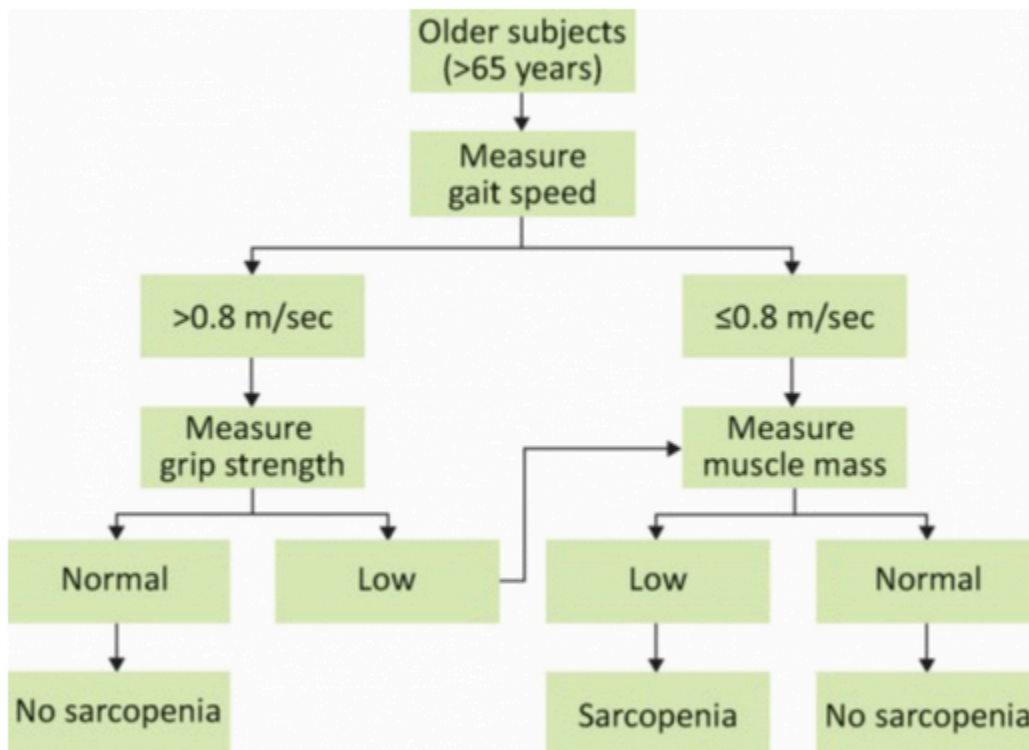 Older subjects
(>65 years)
Measure
gait speed
>0.8 m/sec
≤0.8 m/sec
Measure
grip strength
Measure
muscle mass
Normal
Low
Low
Normal
No sarcopenia
Sarcopenia
No sarcopenia